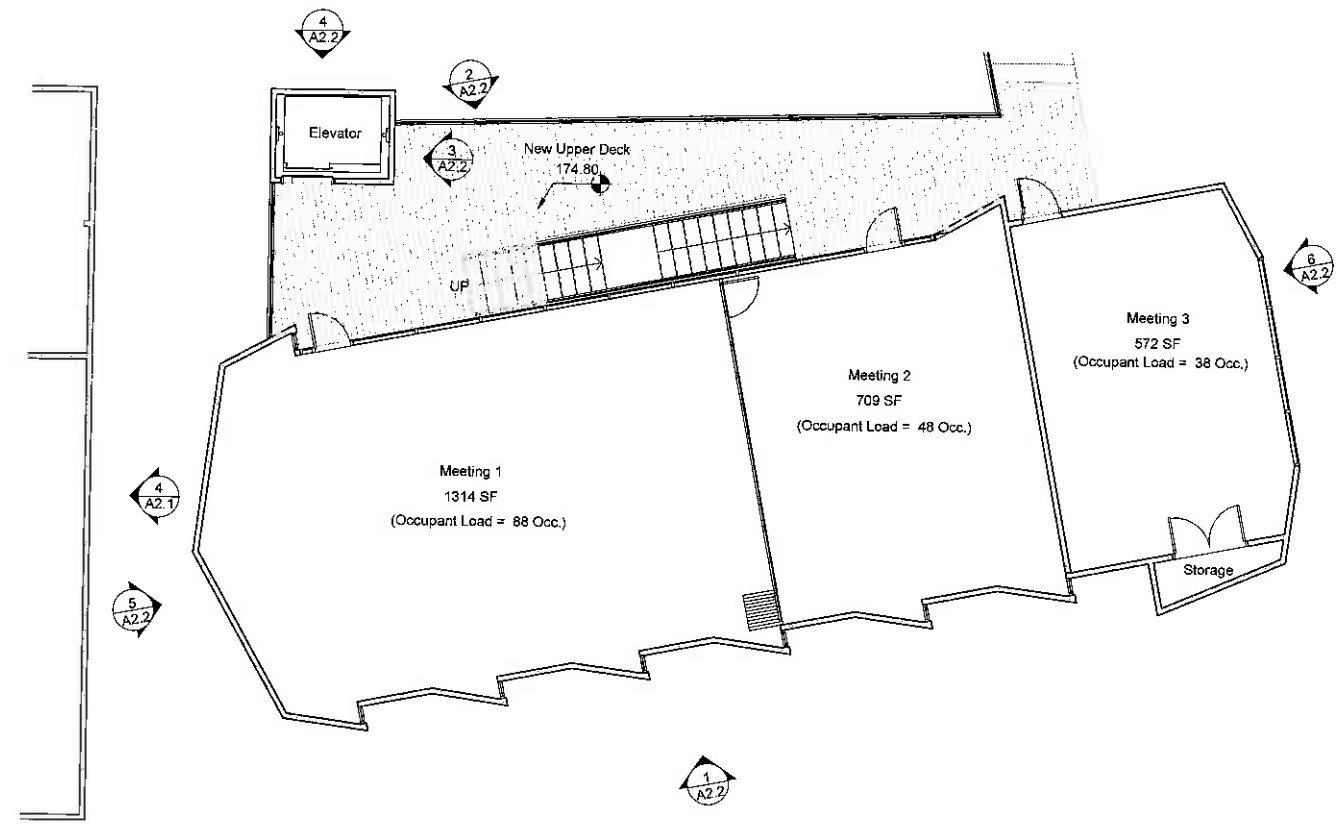 4
A2.2
2
A2.2
Elevator
3
A2.2
New Upper Deck
174.80
6
A2.2
UP
Meeting 3
572 SF
(Occupant Load = 38 Occ.)
Meeting 2
709 SF
(Occupant Load = 48 Occ.)
Meeting 1
1314 SF
(Occupant Load = 88 Occ.)
4
A2.1
Storage
5
A2.2
1
A2.2